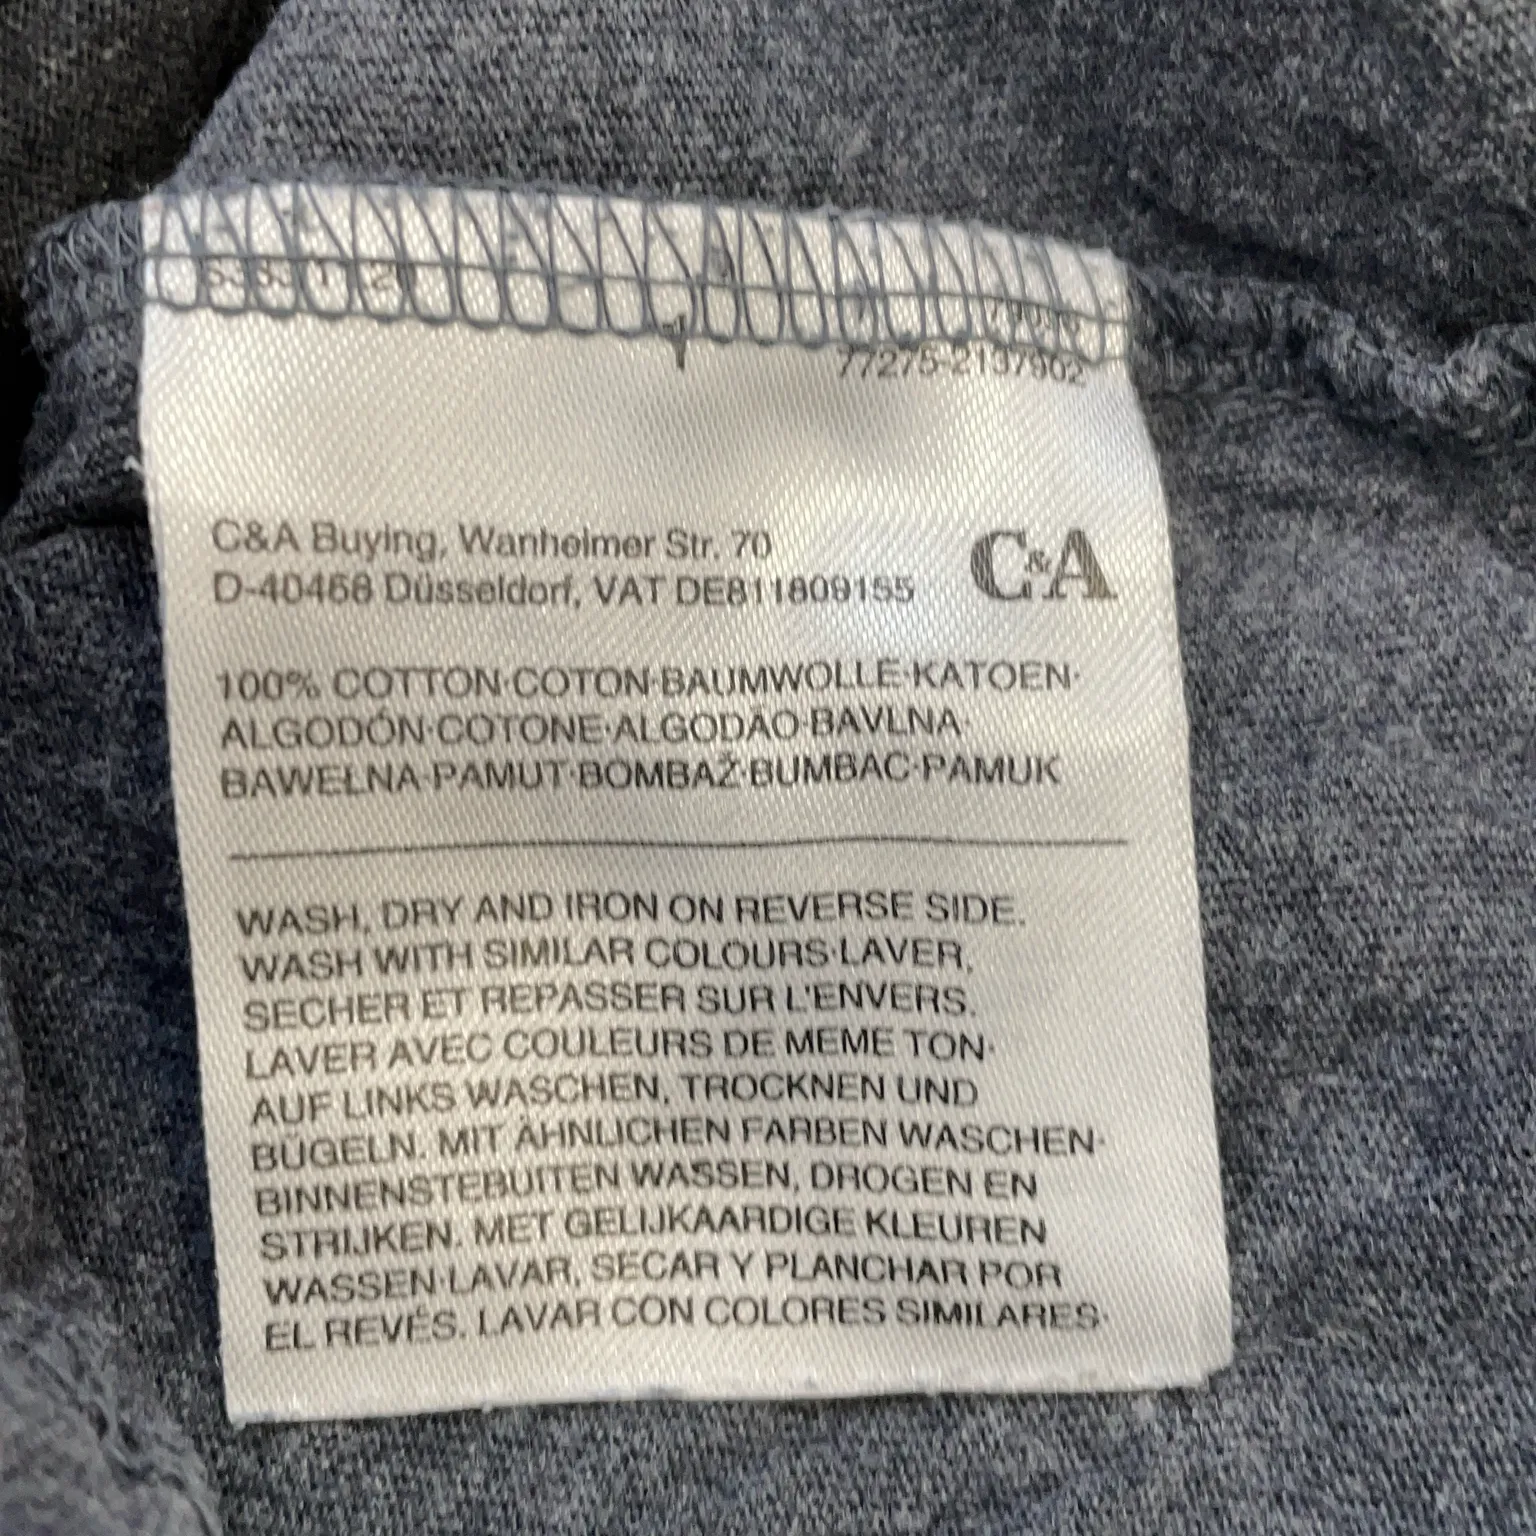 77275-2137902
C&A Buying, Wanheimer Str. 70
D-40468 Düsseldorf, VAT DE811809155
C&A
100% COTTON·COTON·BAUMWOLLE·KATOEN·
ALGODÓN·COTONE·ALGODÃO·BAVLNA·
BAWEŁNA·PAMUT·BOMBAŽ·BUMBAC·PAMUK
WASH, DRY AND IRON ON REVERSE SIDE.
WASH WITH SIMILAR COLOURS·LAVER,
SECHER ET REPASSER SUR L'ENVERS.
LAVER AVEC COULEURS DE MEME TON·
AUF LINKS WASCHEN, TROCKNEN UND
BÜGELN. MIT ÄHNLICHEN FARBEN WASCHEN·
BINNENSTEBUITEN WASSEN, DROGEN EN
STRIJKEN. MET GELIJKAARDIGE KLEUREN
WASSEN·LAVAR, SECAR Y PLANCHAR POR
EL REVÉS. LAVAR CON COLORES SIMILARES·